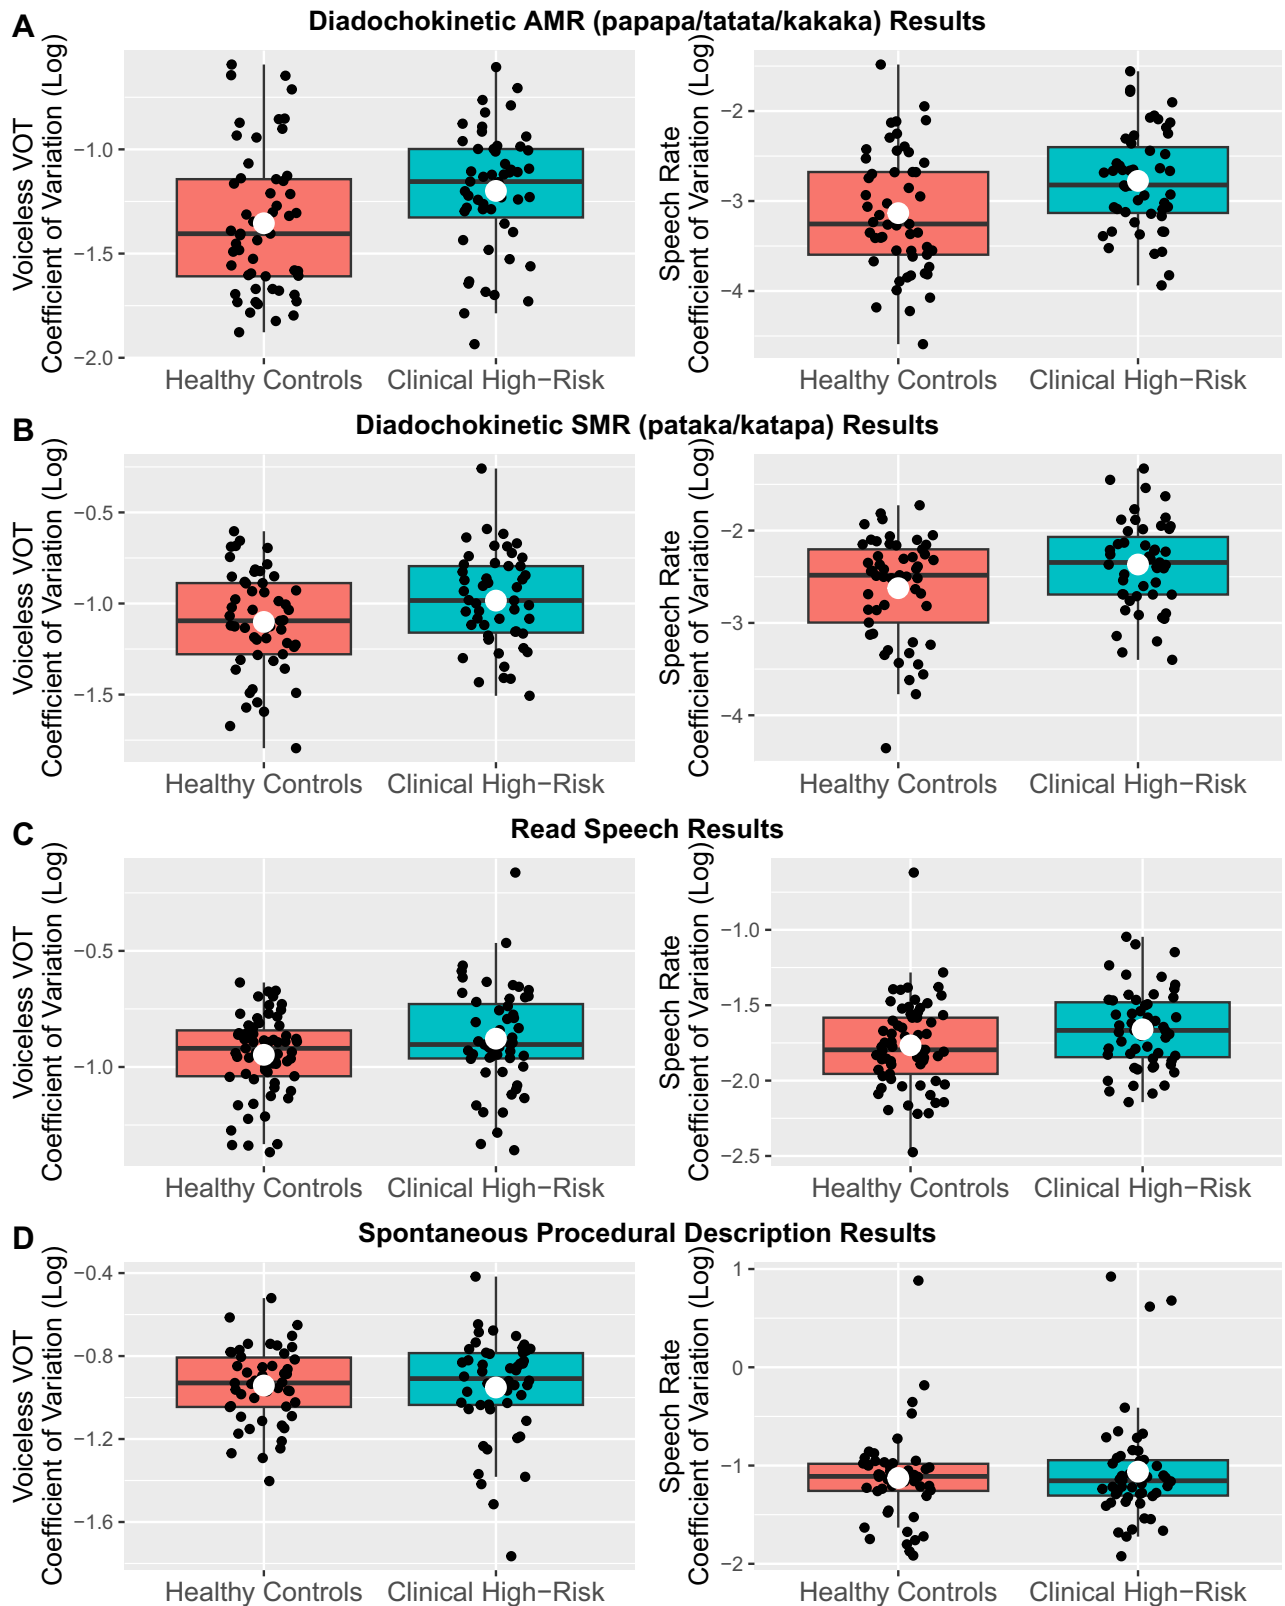 A
Diadochokinetic AMR (papapa/tatata/kakaka) Results
Voiceless VOT
Coefficient of Variation (Log)
−1.0
−1.5
−2.0
Healthy Controls
Clinical High−Risk
Speech Rate
Coefficient of Variation (Log)
−2
−3
−4
Healthy Controls
Clinical High−Risk
B
Diadochokinetic SMR (pataka/katapa) Results
Voiceless VOT
Coefficient of Variation (Log)
−0.5
−1.0
−1.5
Healthy Controls
Clinical High−Risk
Speech Rate
Coefficient of Variation (Log)
−2
−3
−4
Healthy Controls
Clinical High−Risk
C
Read Speech Results
Voiceless VOT
Coefficient of Variation (Log)
−0.5
−1.0
Healthy Controls
Clinical High−Risk
Speech Rate
Coefficient of Variation (Log)
−1.0
−1.5
−2.0
−2.5
Healthy Controls
Clinical High−Risk
D
Spontaneous Procedural Description Results
Voiceless VOT
Coefficient of Variation (Log)
−0.4
−0.8
−1.2
−1.6
Healthy Controls
Clinical High−Risk
Speech Rate
Coefficient of Variation (Log)
1
0
−1
−2
Healthy Controls
Clinical High−Risk